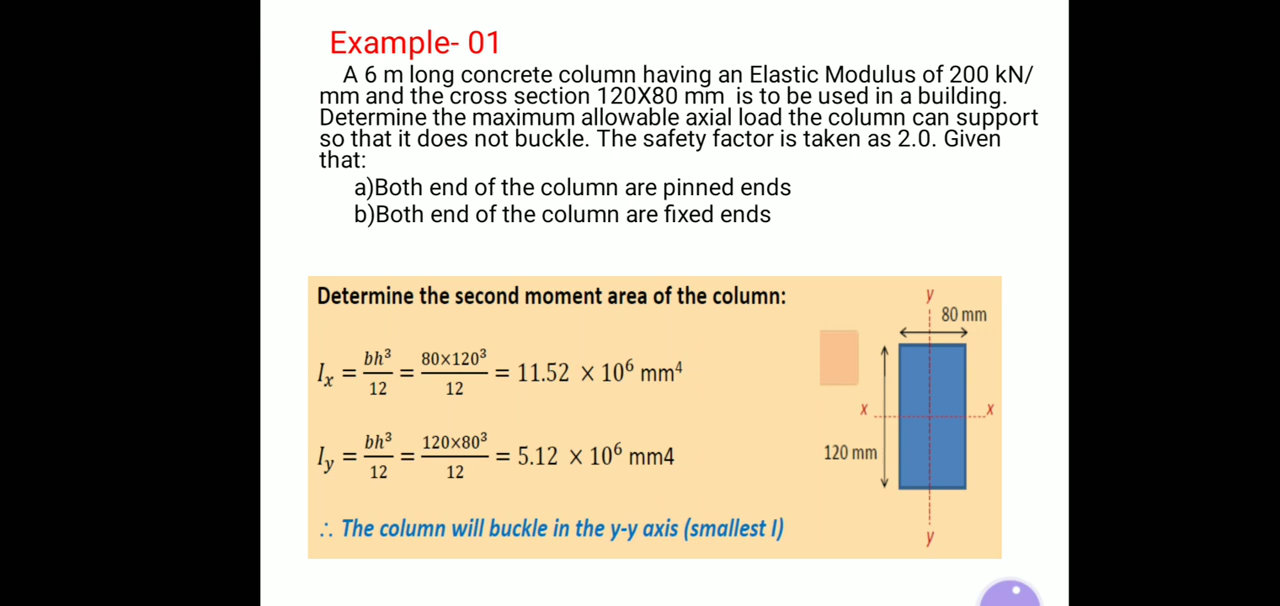 Example- 01
A 6 m long concrete column having an Elastic Modulus of 200 kN/
mm and the cross section 120X80 mm is to be used in a building.
Determine the maximum allowable axial load the column can support
so that it does not buckle. The safety factor is taken as 2.0. Given
that:
a)Both end of the column are pinned ends
b)Both end of the column are fixed ends
Determine the second moment area of the column:
y
80 mm
Iₓ = bh³/12 = 80×120³/12 = 11.52 × 10⁶ mm⁴
x x
120 mm
I_y = bh³/12 = 120×80³/12 = 5.12 × 10⁶ mm4
∴ The column will buckle in the y-y axis (smallest I)
y